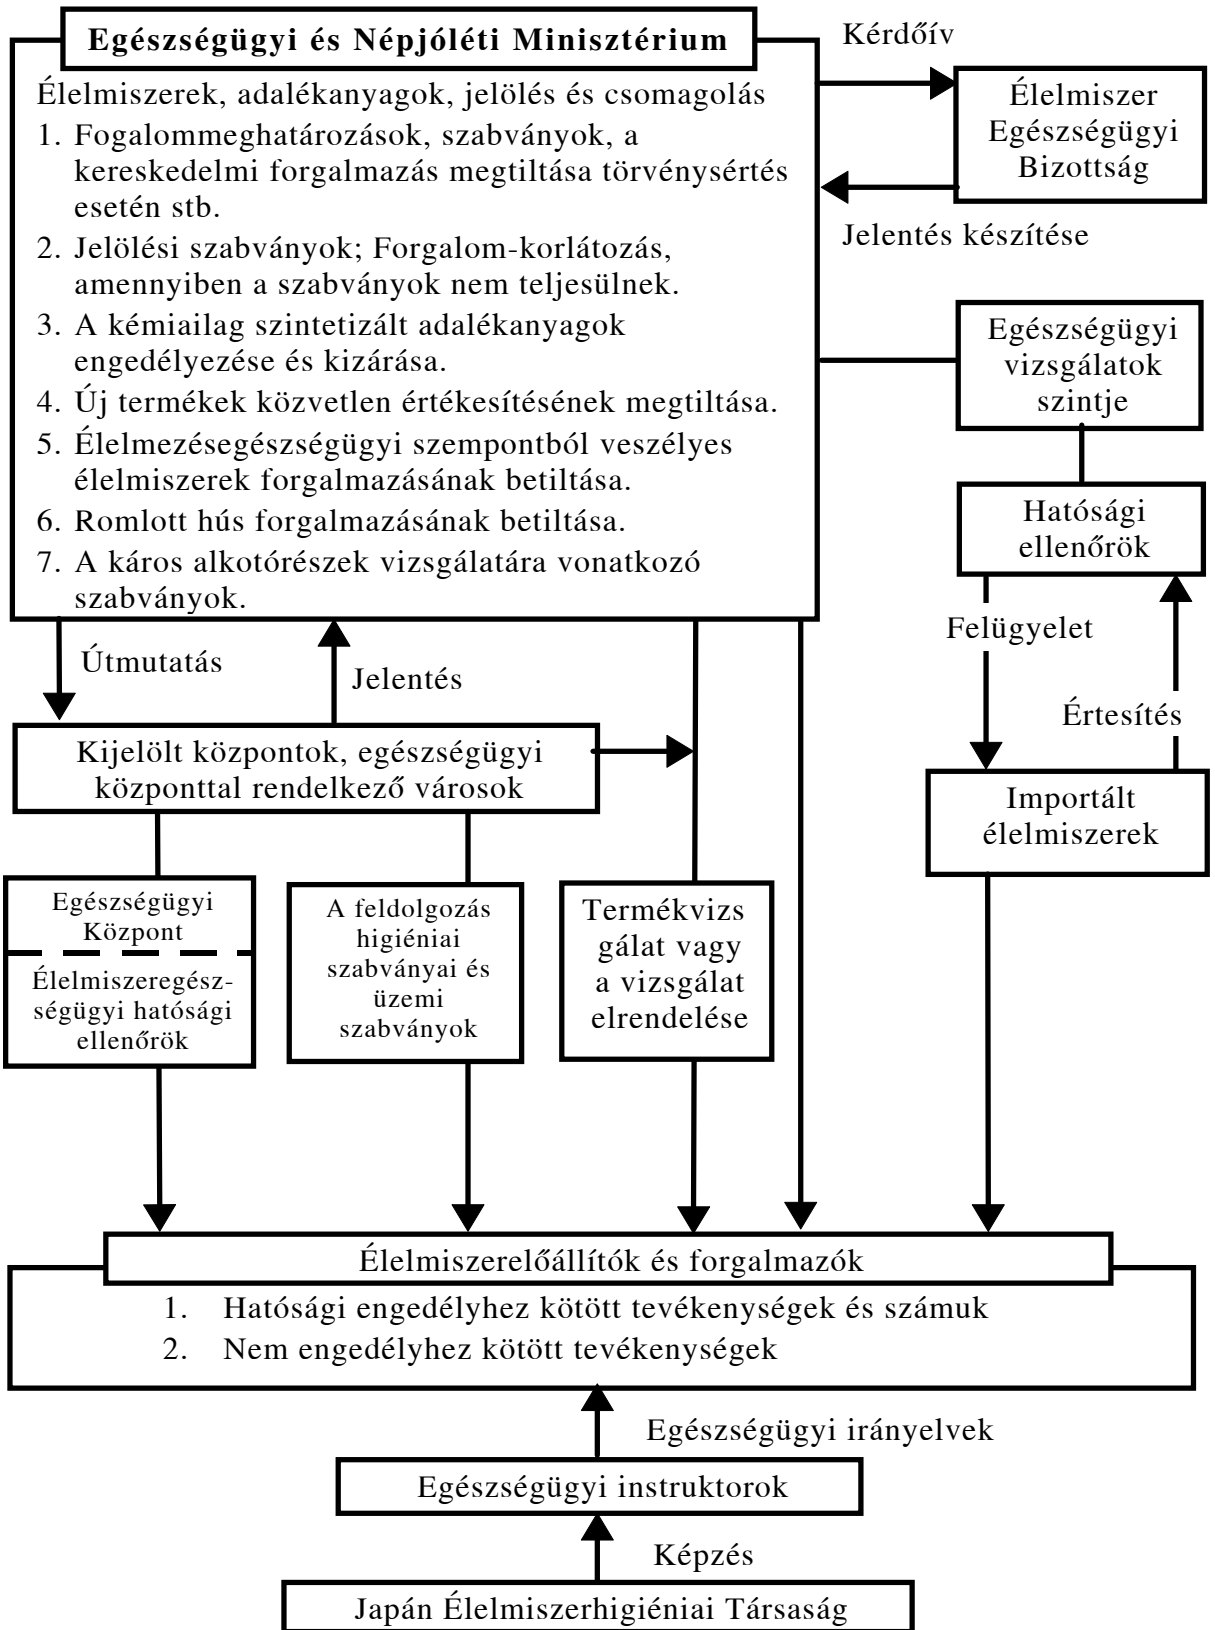 Egészségügyi és Népjóléti Minisztérium
Élelmiszerek, adalékanyagok, jelölés és csomagolás
1. Fogalommeghatározások, szabványok, a
kereskedelmi forgalmazás megtiltása törvénysértés
esetén stb.
2. Jelölési szabványok; Forgalom-korlátozás,
amennyiben a szabványok nem teljesülnek.
3. A kémiailag szintetizált adalékanyagok
engedélyezése és kizárása.
4. Új termékek közvetlen értékesítésének megtiltása.
5. Élelmezésegészségügyi szempontból veszélyes
élelmiszerek forgalmazásának betiltása.
6. Romlott hús forgalmazásának betiltása.
7. A káros alkotórészek vizsgálatára vonatkozó
szabványok.
Kérdőív
Élelmiszer
Egészségügyi
Bizottság
Jelentés készítése
Egészségügyi
vizsgálatok
szintje
Hatósági
ellenőrök
Felügyelet
Értesítés
Importált
élelmiszerek
Útmutatás
Jelentés
Kijelölt központok, egészségügyi
központtal rendelkező városok
Egészségügyi
Központ
Élelmiszeregész-
ségügyi hatósági
ellenőrök
A feldolgozás
higiéniai
szabványai és
üzemi
szabványok
Termékvizs
gálat vagy
a vizsgálat
elrendelése
Élelmiszerelőállítók és forgalmazók
1. Hatósági engedélyhez kötött tevékenységek és számuk
2. Nem engedélyhez kötött tevékenységek
Egészségügyi irányelvek
Egészségügyi instruktorok
Képzés
Japán Élelmiszerhigiéniai Társaság